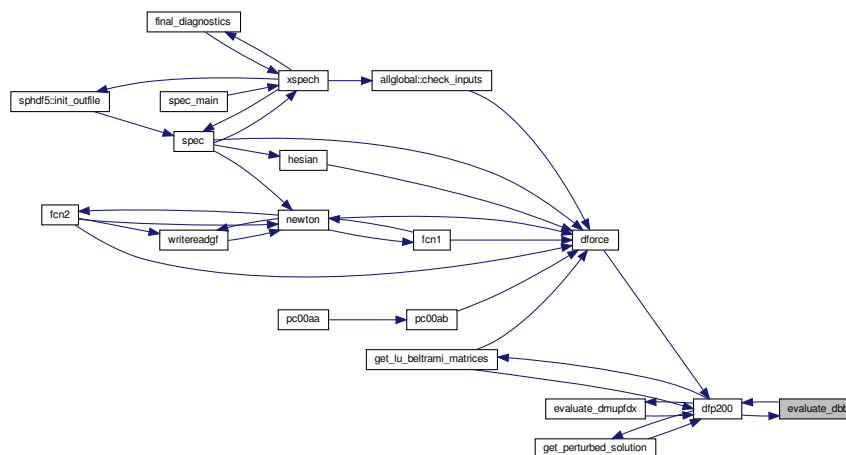 final_diagnostics
xspech
allglobal::check_inputs
sphdf5::init_outfile
spec_main
spec
hesian
fcn2
newton
writereadgf
fcn1
dforce
pc00aa
pc00ab
get_lu_beltrami_matrices
evaluate_dmupfdx
dfp200
evaluate_dbb
get_perturbed_solution